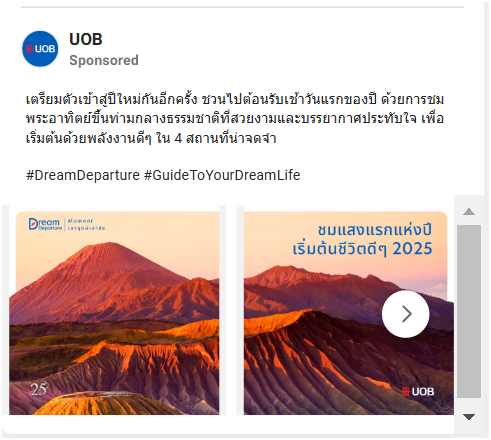 UOB
UOB
Sponsored
เตรียมตัวเข้าสู่ปีใหม่กันอีกครั้ง ชวนไปต้อนรับเช้าวันแรกของปี ด้วยการชม
พระอาทิตย์ขึ้นท่ามกลางธรรมชาติที่สวยงามและบรรยากาศประทับใจ เพื่อ
เริ่มต้นด้วยพลังงานดีๆ ใน 4 สถานที่น่าจดจำ
#DreamDeparture #GuideToYourDreamLife
Dream
Departure
Moment
ชมแสงแรกแห่งปี
เริ่มต้นชีวิตดีๆ 2025
25
UOB